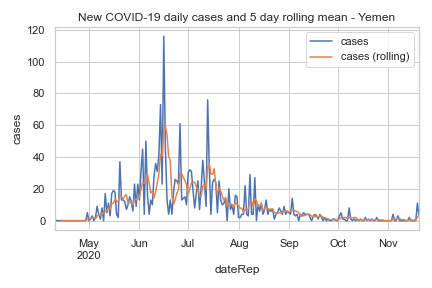 New COVID-19 daily cases and 5 day rolling mean - Yemen
cases
cases (rolling)
120
100
80
60
40
20
0
cases
May Jun Jul Aug Sep Oct Nov
2020
dateRep